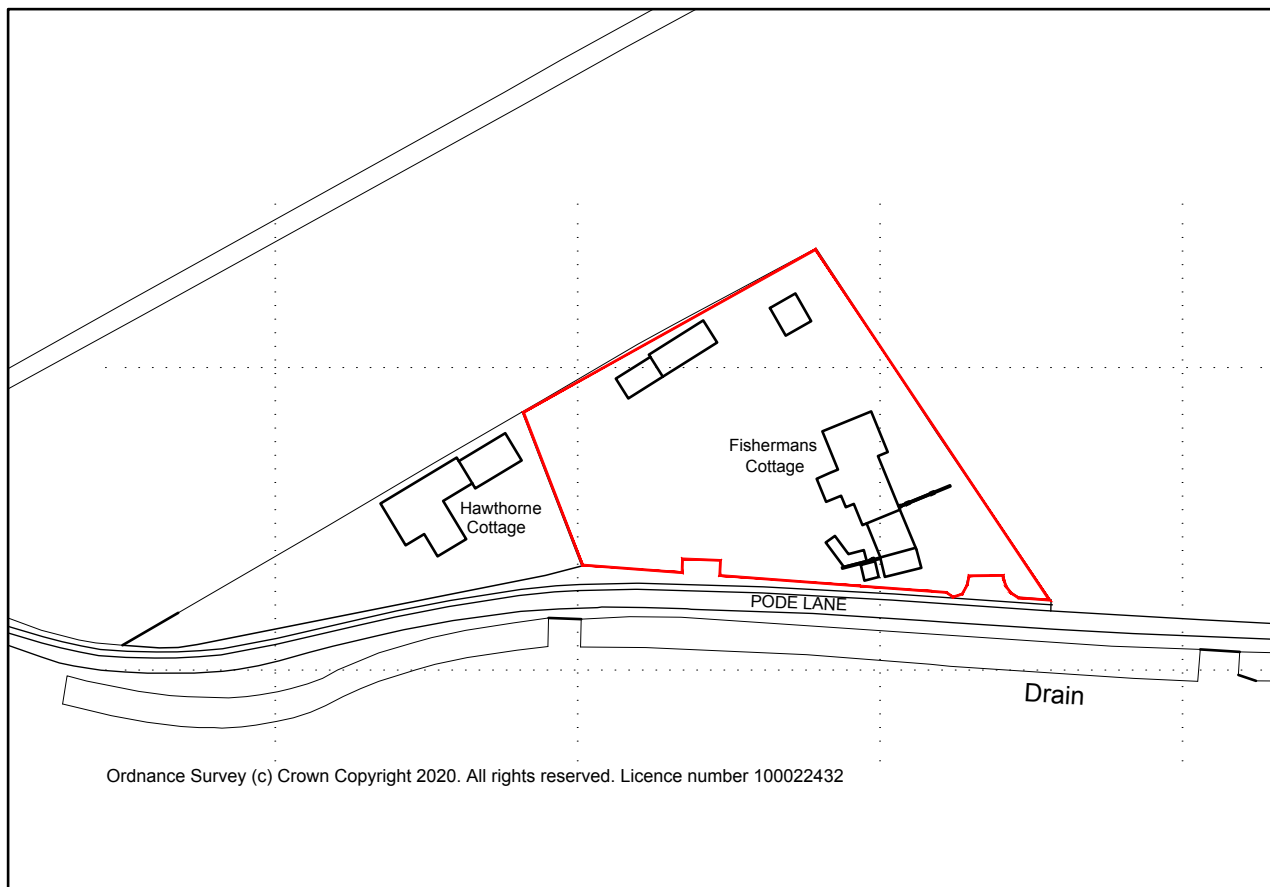 Fishermans
Cottage
Hawthorne
Cottage
PODE LANE
Drain
Ordnance Survey (c) Crown Copyright 2020. All rights reserved. Licence number 100022432